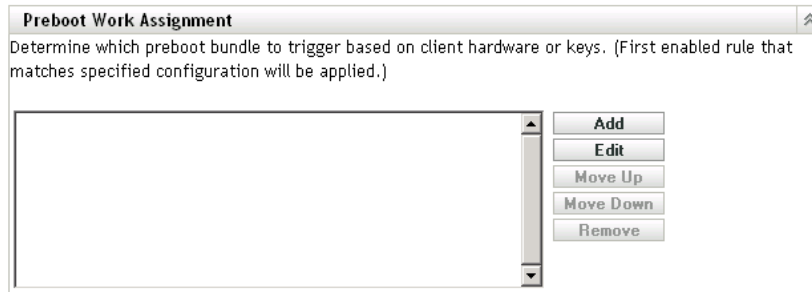 Preboot Work Assignment
Determine which preboot bundle to trigger based on client hardware or keys. (First enabled rule that
matches specified configuration will be applied.)
Add
Edit
Move Up
Move Down
Remove